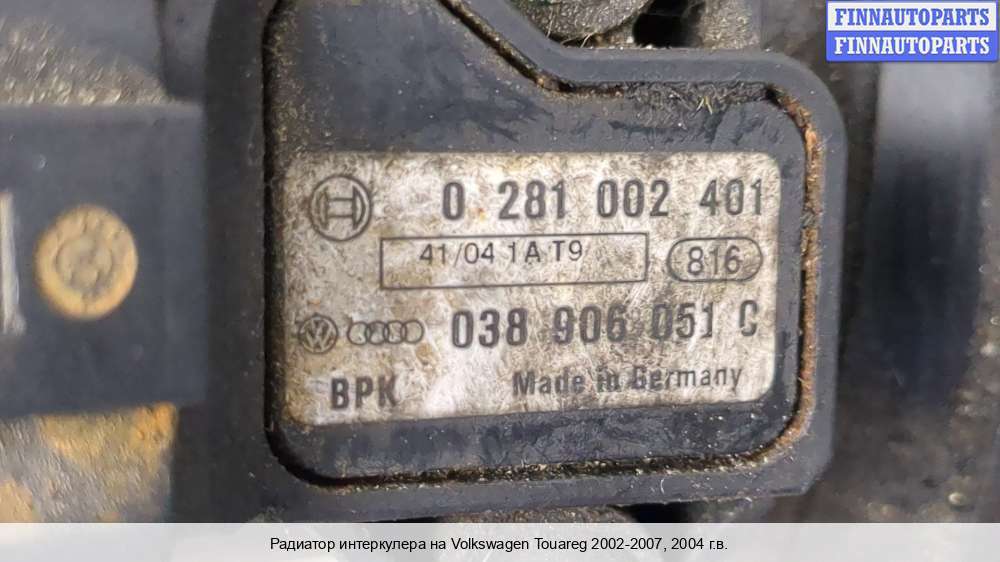 FINNAUTOPARTS
FINNAUTOPARTS
0 281 002 401
41/04 1A T9
816
038 906 051 C
BPK
Made in Germany
Радиатор интеркулера на Volkswagen Touareg 2002-2007, 2004 г.в.